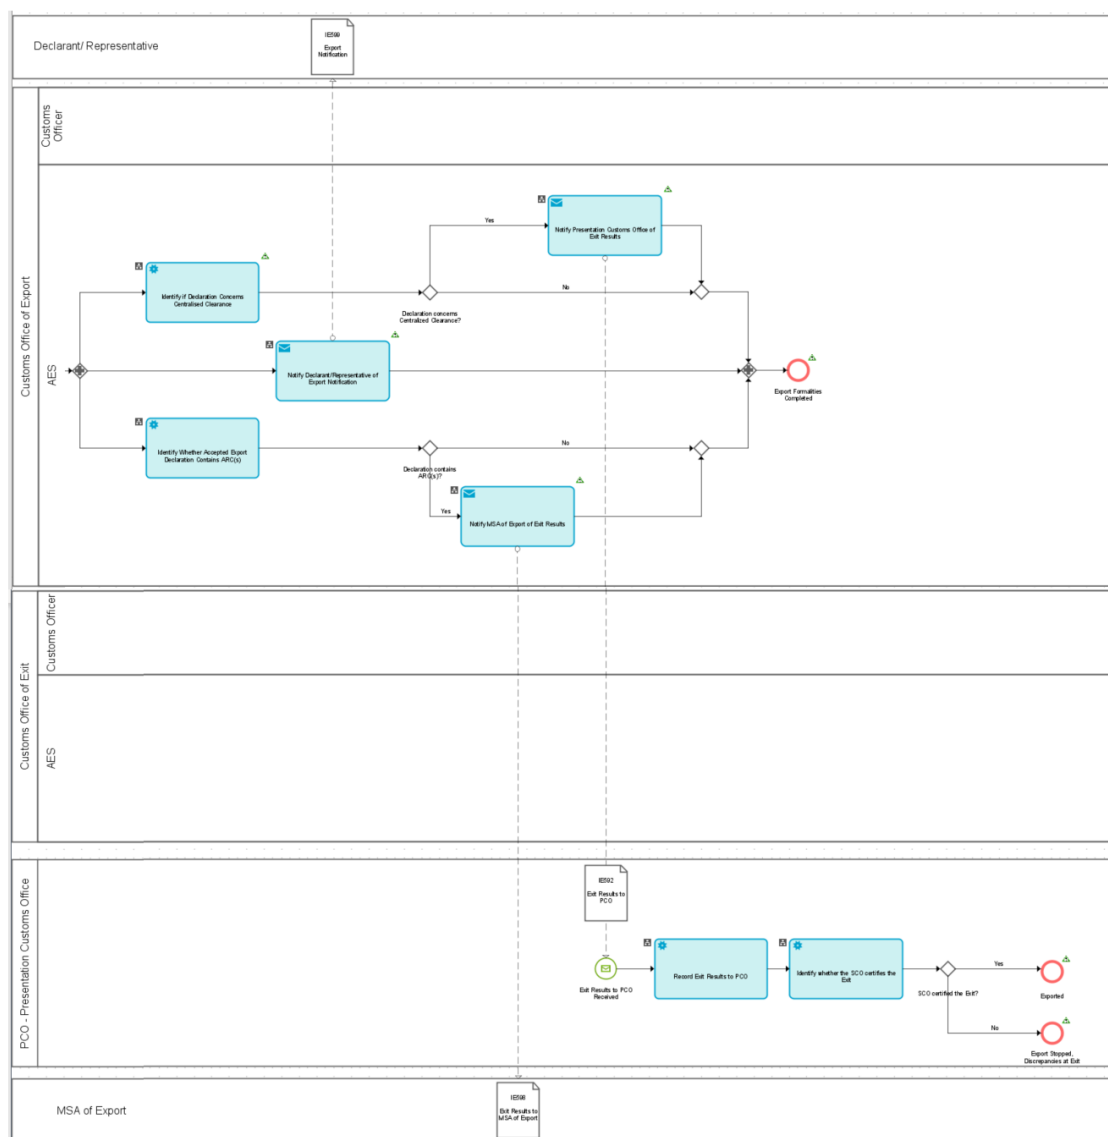 Declarant/ Representative
IE599
Export
Notification
Customs Office of Export
Customs
Officer
AES
Notify Presentation Customs Office of
Exit Results
Yes
Identify if Declaration Concerns
Centralised Clearance
No
Declaration concerns
Centralized Clearance?
Notify Declarant/Representative of
Export Notification
Export Formalities
Completed
Identify Whether Accepted Export
Declaration Contains ARC(s)
No
Declaration contains
ARC(s)?
Yes
Notify MSA of Export of Exit Results
Customs Office of Exit
Customs Officer
AES
PCO - Presentation Customs Office
IE592
Exit Results to
PCO
Exit Results to PCO
Received
Record Exit Results to PCO
Identify whether the SCO certifies the
Exit
SCO certified the Exit?
Yes
Exported
No
Export Stopped,
Discrepancies at Exit
MSA of Export
Exit Results to
MSA of Export